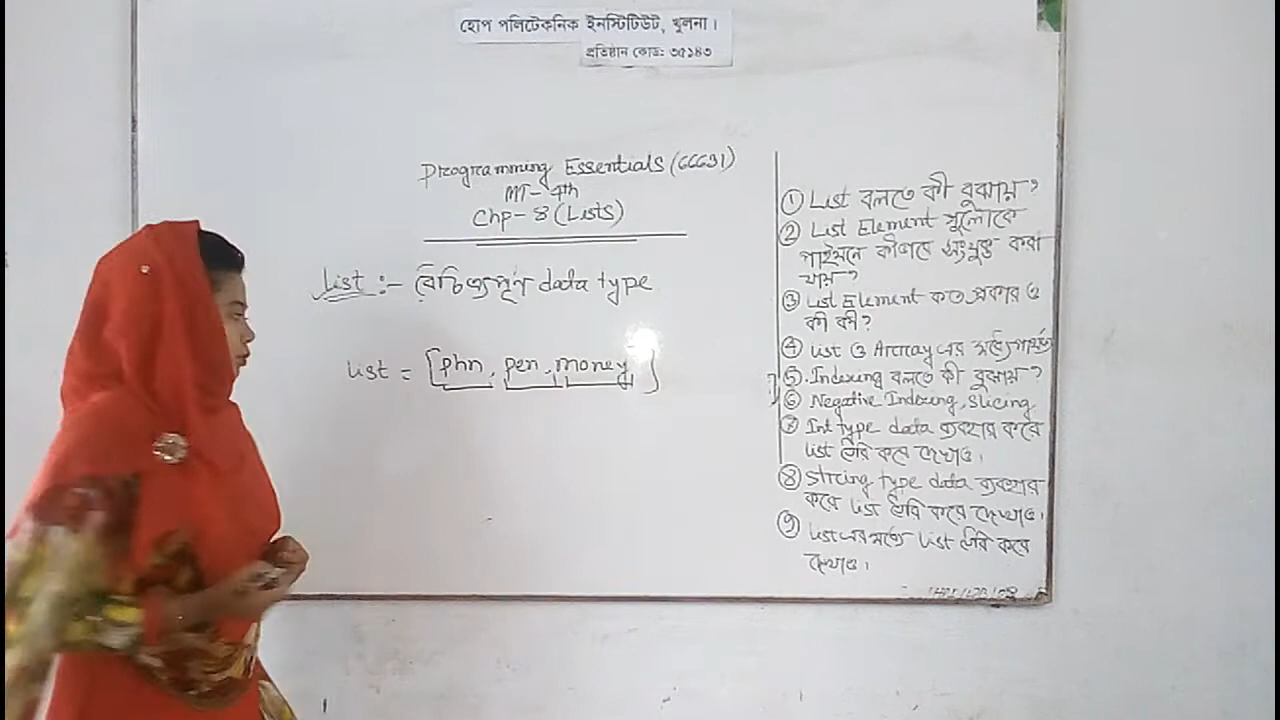 হোপ পলিটেকনিক ইনস্টিটিউট, খুলনা।
প্রতিষ্ঠান কোড: ৩৫১৪৩
Programming Essentials (66631)
MT- 4th
Chp- 8 (Lists)
List :- বৈচিত্র্যপূর্ণ data type
List = [phn, pen, money]
① List বলতে কী বুঝায়?
② List Element গুলোকে
পাইথনে কীভাবে সংযুক্ত করা
যায়?
③ List Element কত প্রকার ও
কী কী?
④ List ও Array এর মধ্যে পার্থক্য
⑤. Indexing বলতে কী বুঝায়?
⑥ Negative Indexing, Slicing
⑦ Int type data ব্যবহার করে
List তৈরি করে দেখাও।
⑧ Slicing type data ব্যবহার
করে List তৈরি করে দেখাও।
⑨ List এর মধ্যে List তৈরি করে
দেখাও।